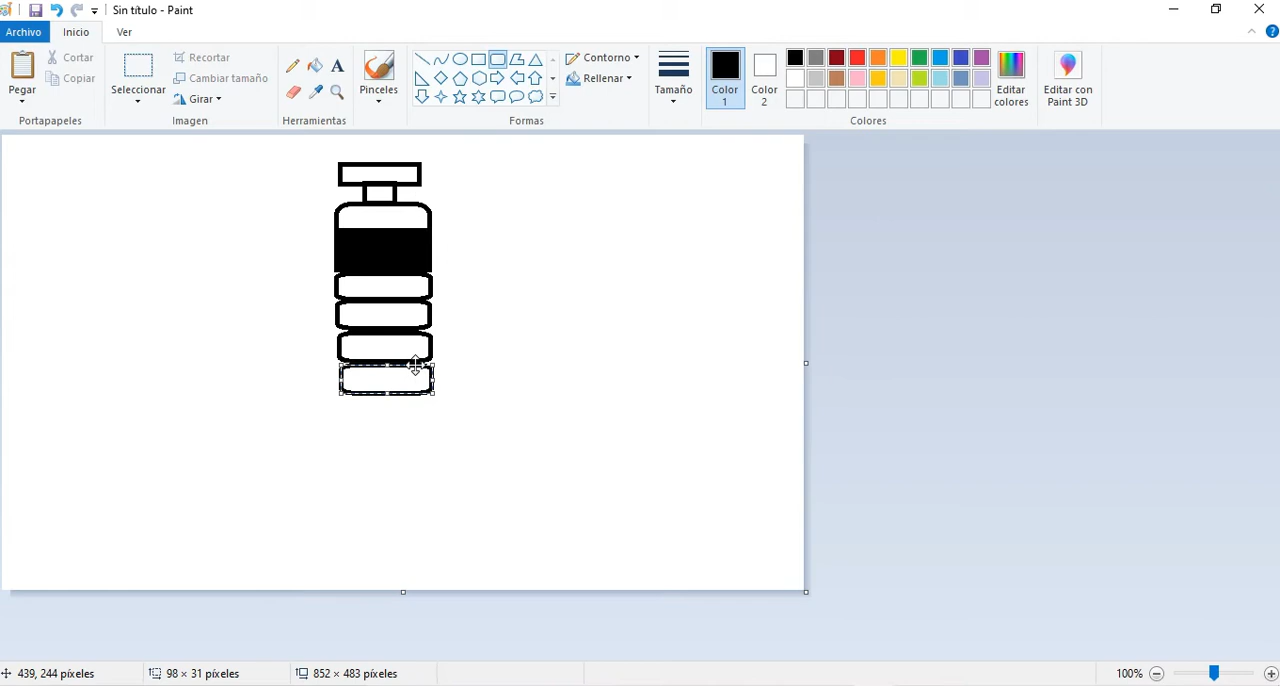 Sin título - Paint
Archivo Inicio Ver
Pegar
Cortar
Copiar
Portapapeles
Seleccionar
Recortar
Cambiar tamaño
Girar
Imagen
A
Herramientas
Pinceles
Contorno
Rellenar
Formas
Tamaño
Color
1
Color
2
Editar
colores
Colores
Editar con
Paint 3D
439, 244 píxeles 98 × 31 píxeles 852 × 483 píxeles 100%